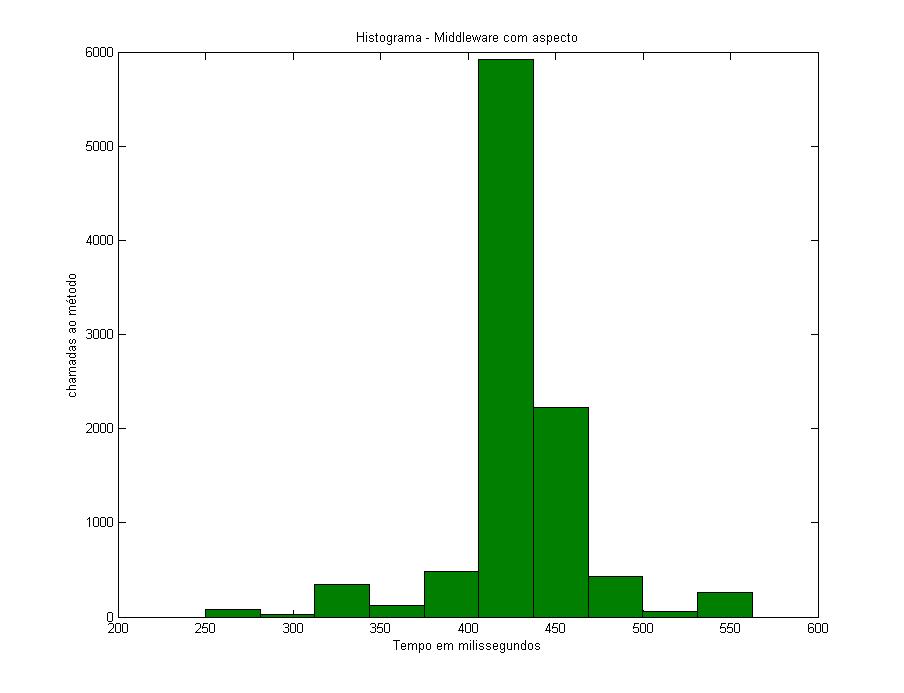 Histograma - Middleware com aspecto
6000
5000
4000
3000
2000
1000
0
chamadas ao método
200 250 300 350 400 450 500 550 600
Tempo em milissegundos